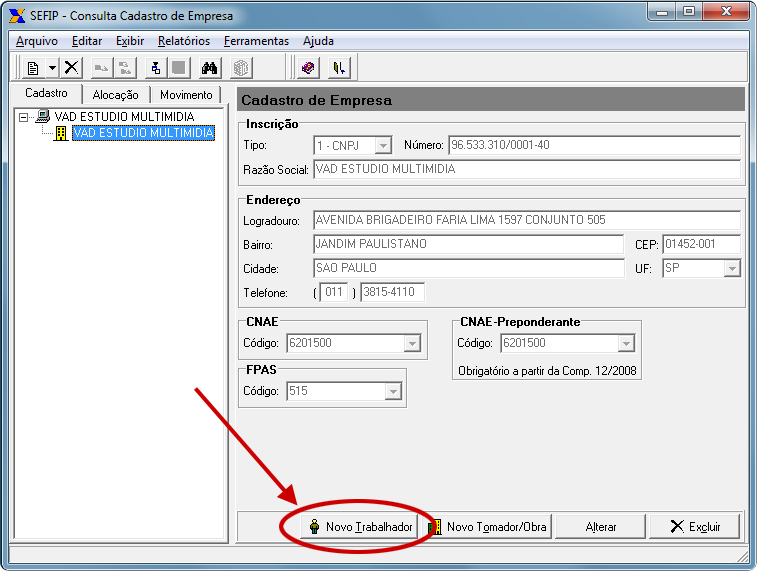 SEFIP - Consulta Cadastro de Empresa
Arquivo Editar Exibir Relatórios Ferramentas Ajuda
Cadastro Alocação Movimento
VAD ESTUDIO MULTIMIDIA
VAD ESTUDIO MULTIMIDIA
Cadastro de Empresa
Inscrição
Tipo: 1 - CNPJ Número: 96.533.310/0001-40
Razão Social: VAD ESTUDIO MULTIMIDIA
Endereço
Logradouro: AVENIDA BRIGADEIRO FARIA LIMA 1597 CONJUNTO 505
Bairro: JANDIM PAULISTANO CEP: 01452-001
Cidade: SAO PAULO UF: SP
Telefone: ( 011 ) 3815-4110
CNAE
Código: 6201500
CNAE-Preponderante
Código: 6201500
Obrigatório a partir da Comp. 12/2008
FPAS
Código: 515
Novo Trabalhador Novo Tomador/Obra Alterar Excluir